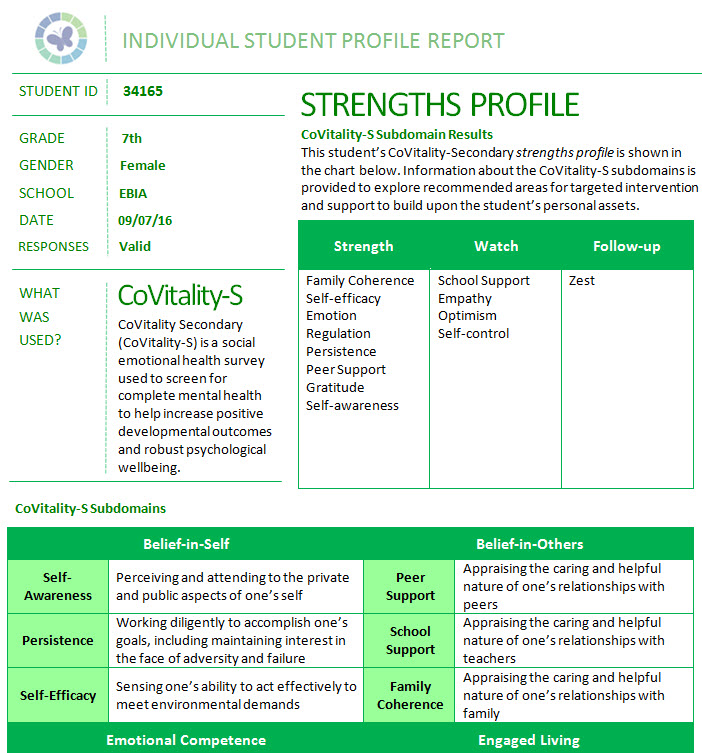 INDIVIDUAL STUDENT PROFILE REPORT
STUDENT ID 34165
GRADE 7th
GENDER Female
SCHOOL EBIA
DATE 09/07/16
RESPONSES Valid
WHAT
WAS
USED?
CoVitality-S
CoVitality Secondary
(CoVitality-S) is a social
emotional health survey
used to screen for
complete mental health
to help increase positive
developmental outcomes
and robust psychological
wellbeing.
STRENGTHS PROFILE
CoVitality-S Subdomain Results
This student's CoVitality-Secondary strengths profile is shown in
the chart below. Information about the CoVitality-S subdomains is
provided to explore recommended areas for targeted intervention
and support to build upon the student's personal assets.
Strength Watch Follow-up
Family Coherence School Support Zest
Self-efficacy Empathy
Emotion Optimism
Regulation Self-control
Persistence
Peer Support
Gratitude
Self-awareness
CoVitality-S Subdomains
Belief-in-Self Belief-in-Others
Self-
Awareness
Perceiving and attending to the private
and public aspects of one's self
Peer
Support
Appraising the caring and helpful
nature of one's relationships with
peers
Persistence
Working diligently to accomplish one's
goals, including maintaining interest in
the face of adversity and failure
School
Support
Appraising the caring and helpful
nature of one's relationships with
teachers
Self-Efficacy
Sensing one's ability to act effectively to
meet environmental demands
Family
Coherence
Appraising the caring and helpful
nature of one's relationships with
family
Emotional Competence Engaged Living